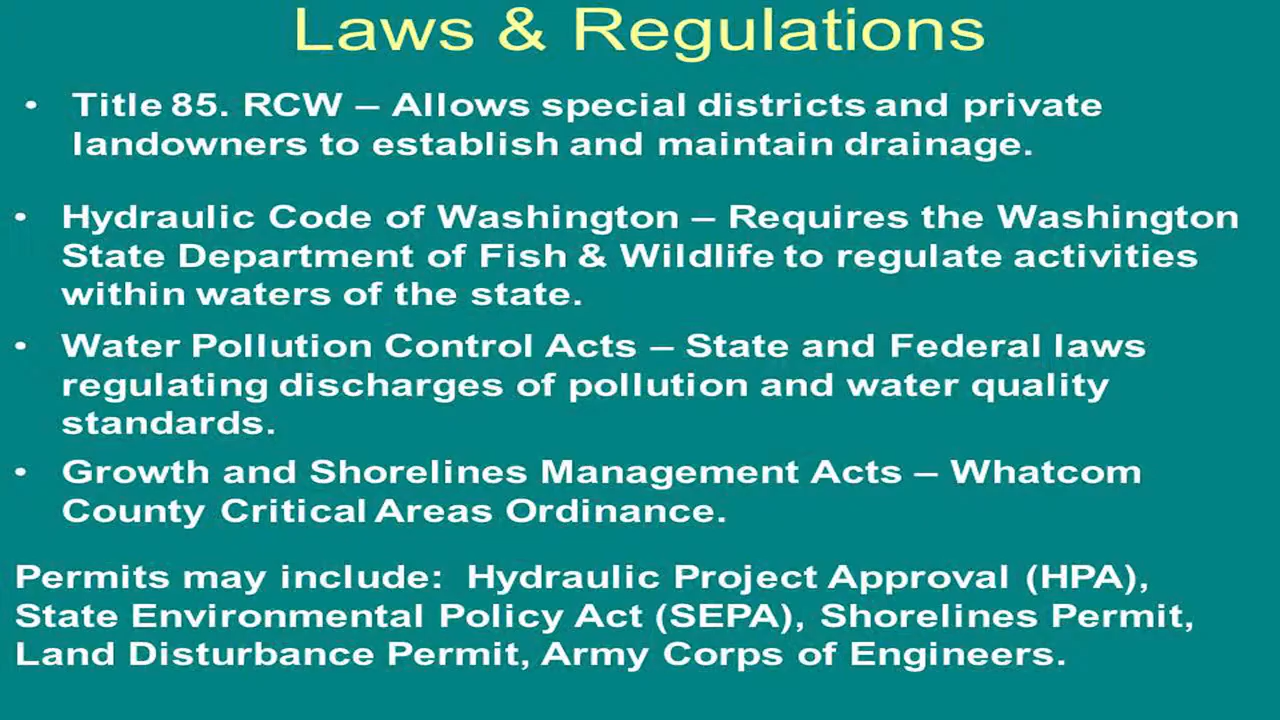 Laws & Regulations
• Title 85. RCW – Allows special districts and private
landowners to establish and maintain drainage.
• Hydraulic Code of Washington – Requires the Washington
State Department of Fish & Wildlife to regulate activities
within waters of the state.
• Water Pollution Control Acts – State and Federal laws
regulating discharges of pollution and water quality
standards.
• Growth and Shorelines Management Acts – Whatcom
County Critical Areas Ordinance.
Permits may include: Hydraulic Project Approval (HPA),
State Environmental Policy Act (SEPA), Shorelines Permit,
Land Disturbance Permit, Army Corps of Engineers.